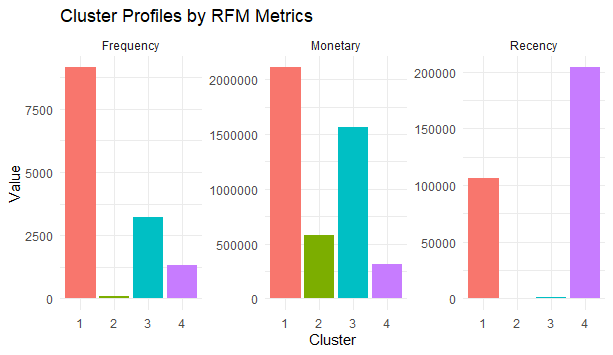 Cluster Profiles by RFM Metrics
Frequency Monetary Recency
Value
7500
5000
2500
0
2000000
1500000
1000000
500000
0
200000
150000
100000
50000
0
1 2 3 4 1 2 3 4 1 2 3 4
Cluster